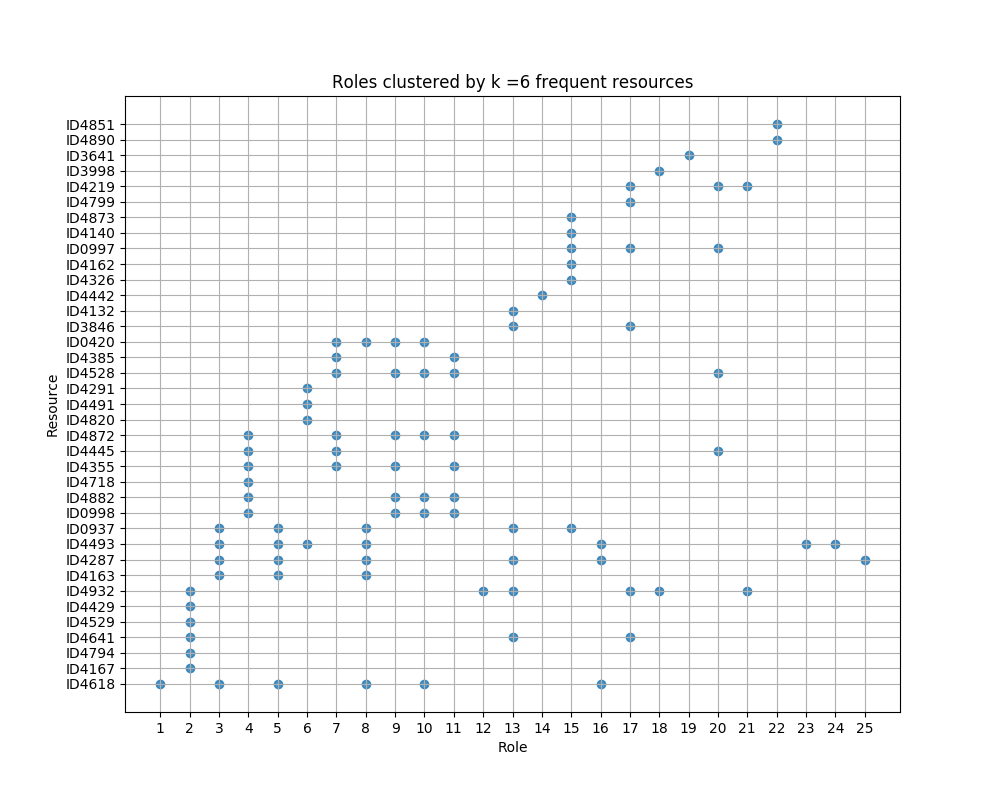 Roles clustered by k =6 frequent resources
ID4851
ID4890
ID3641
ID3998
ID4219
ID4799
ID4873
ID4140
ID0997
ID4162
ID4326
ID4442
ID4132
ID3846
ID0420
ID4385
ID4528
ID4291
ID4491
ID4820
ID4872
ID4445
ID4355
ID4718
ID4882
ID0998
ID0937
ID4493
ID4287
ID4163
ID4932
ID4429
ID4529
ID4641
ID4794
ID4167
ID4618
Resource
1 2 3 4 5 6 7 8 9 10 11 12 13 14 15 16 17 18 19 20 21 22 23 24 25
Role